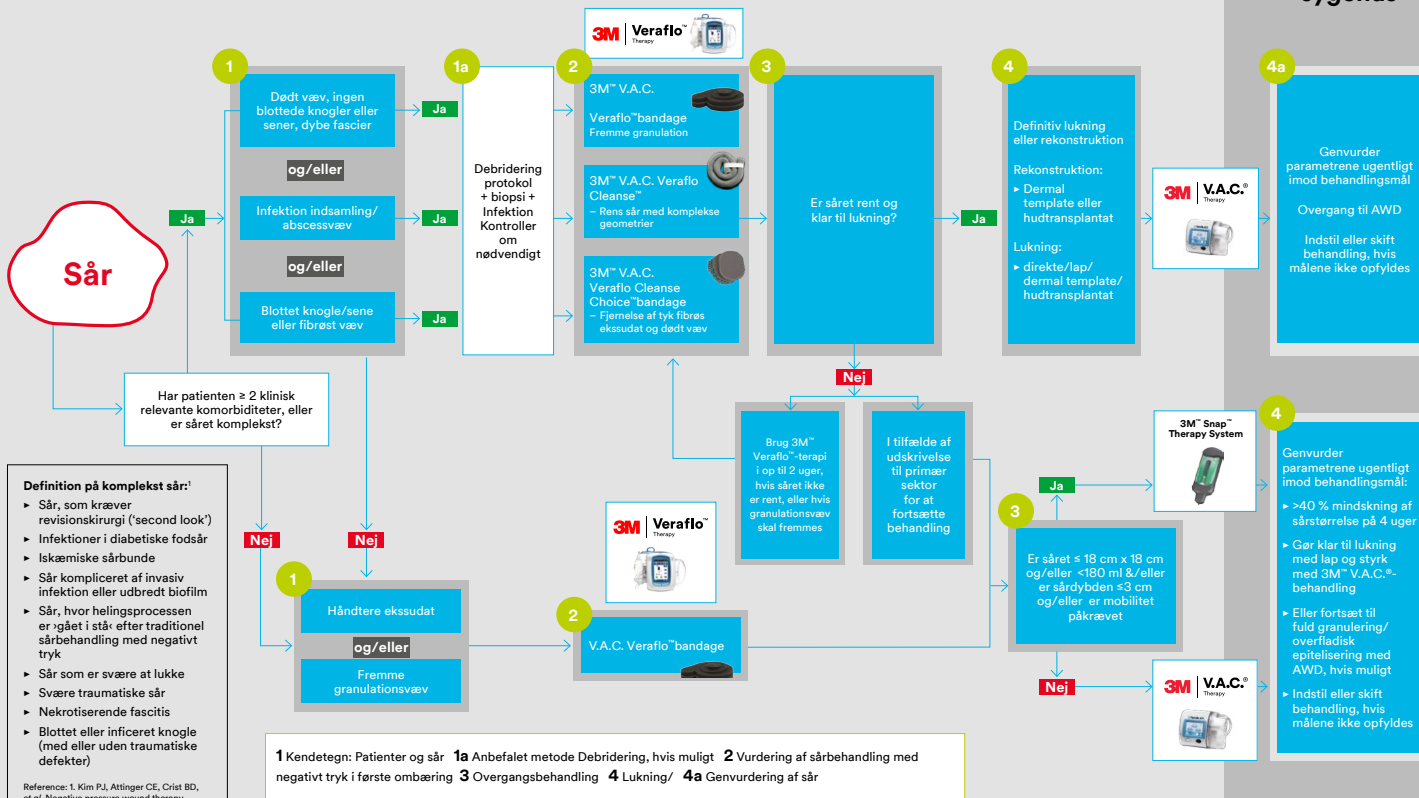 sygehus
3M Veraflo™
Therapy
1
1a
2
3
4
4a
Dødt væv, ingen
blottede knogler eller
sener, dybe fascier
og/eller
Infektion indsamling/
abscessvæv
og/eller
Blottet knogle/sene
eller fibrøst væv
Ja
Ja
Ja
Ja
Debridering
protokol
+ biopsi +
Infektion
Kontroller
om
nødvendigt
3M™ V.A.C.
Veraflo™bandage
Fremme granulation
3M™ V.A.C. Veraflo
Cleanse™
– Rens sår med komplekse
geometrier
3M™ V.A.C.
Veraflo Cleanse
Choice™bandage
– Fjernelse af tyk fibrøs
ekssudat og dødt væv
Er såret rent og
klar til lukning?
Ja
Definitiv lukning
eller rekonstruktion
Rekonstruktion:
▸ Dermal
template eller
hudtransplantat
Lukning:
▸ direkte/lap/
dermal template/
hudtransplantat
3M V.A.C.®
Therapy
Genvurder
parametrene ugentligt
imod behandlingsmål
Overgang til AWD
Indstil eller skift
behandling, hvis
målene ikke opfyldes
Sår
Har patienten ≥ 2 klinisk
relevante komorbiditeter, eller
er såret komplekst?
Nej
Brug 3M™
Veraflo™-terapi
i op til 2 uger,
hvis såret ikke
er rent, eller hvis
granulationsvæv
skal fremmes
I tilfælde af
udskrivelse
til primær
sektor
for at
fortsætte
behandling
Definition på komplekst sår:¹
▸ Sår, som kræver
revisionskirurgi (‘second look’)
▸ Infektioner i diabetiske fodsår
▸ Iskæmiske sårbunde
▸ Sår kompliceret af invasiv
infektion eller udbredt biofilm
▸ Sår, hvor helingsprocessen
er ›gået i stå‹ efter traditionel
sårbehandling med negativt
tryk
▸ Sår som er svære at lukke
▸ Svære traumatiske sår
▸ Nekrotiserende fascitis
▸ Blottet eller inficeret knogle
(med eller uden traumatiske
defekter)
Reference: 1. Kim PJ, Attinger CE, Crist BD,
et al. Negative pressure wound therapy
Nej
Nej
1
Håndtere ekssudat
og/eller
Fremme
granulationsvæv
3M Veraflo™
Therapy
2
V.A.C. Veraflo™bandage
3
Er såret ≤ 18 cm x 18 cm
og/eller <180 ml &/eller
er sårdybden ≤3 cm
og/eller er mobilitet
påkrævet
Ja
Nej
3M™ Snap™
Therapy System
3M V.A.C.®
Therapy
4
Genvurder
parametrene ugentligt
imod behandlingsmål:
▸ >40 % mindskning af
sårstørrelse på 4 uger
▸ Gør klar til lukning
med lap og styrk
med 3M™ V.A.C.®-
behandling
▸ Eller fortsæt til
fuld granulering/
overfladisk
epitelisering med
AWD, hvis muligt
▸ Indstil eller skift
behandling, hvis
målene ikke opfyldes
1 Kendetegn: Patienter og sår 1a Anbefalet metode Debridering, hvis muligt 2 Vurdering af sårbehandling med
negativt tryk i første ombæring 3 Overgangsbehandling 4 Lukning/ 4a Genvurdering af sår